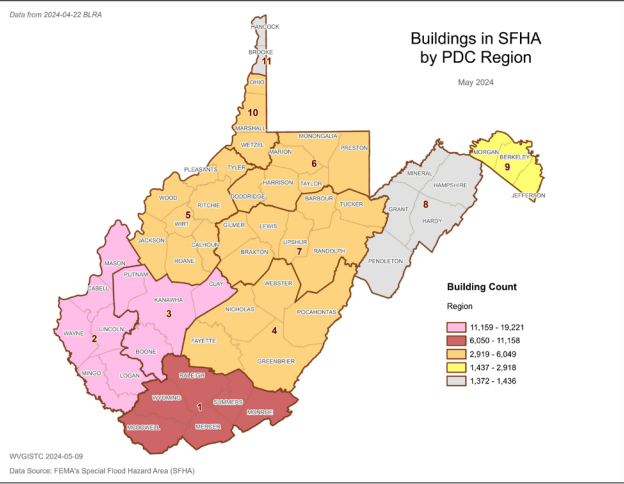 Data from 2024-04-22 BLRA
Buildings in SFHA
by PDC Region
May 2024
HANCOCK
BROOKE
11
OHIO
10
MARSHALL
WETZEL
MONONGALIA
MARION
PRESTON
6
MORGAN
BERKELEY
9
JEFFERSON
PLEASANTS
TYLER
HARRISON
TAYLOR
MINERAL
HAMPSHIRE
WOOD
RITCHIE
DODDRIDGE
BARBOUR
TUCKER
GRANT
8
HARDY
5
WIRT
GILMER
LEWIS
JACKSON
CALHOUN
UPSHUR
7
RANDOLPH
ROANE
BRAXTON
PENDLETON
MASON
PUTNAM
CLAY
WEBSTER
CABELL
KANAWHA
3
NICHOLAS
POCAHONTAS
WAYNE
LINCOLN
2
4
BOONE
FAYETTE
GREENBRIER
MINGO
LOGAN
RALEIGH
WYOMING
1
SUMMERS
MONROE
MCDOWELL
MERCER
Building Count
Region
11,159 - 19,221
6,050 - 11,158
2,919 - 6,049
1,437 - 2,918
1,372 - 1,436
WVGISTC 2024-05-09
Data Source: FEMA's Special Flood Hazard Area (SFHA)